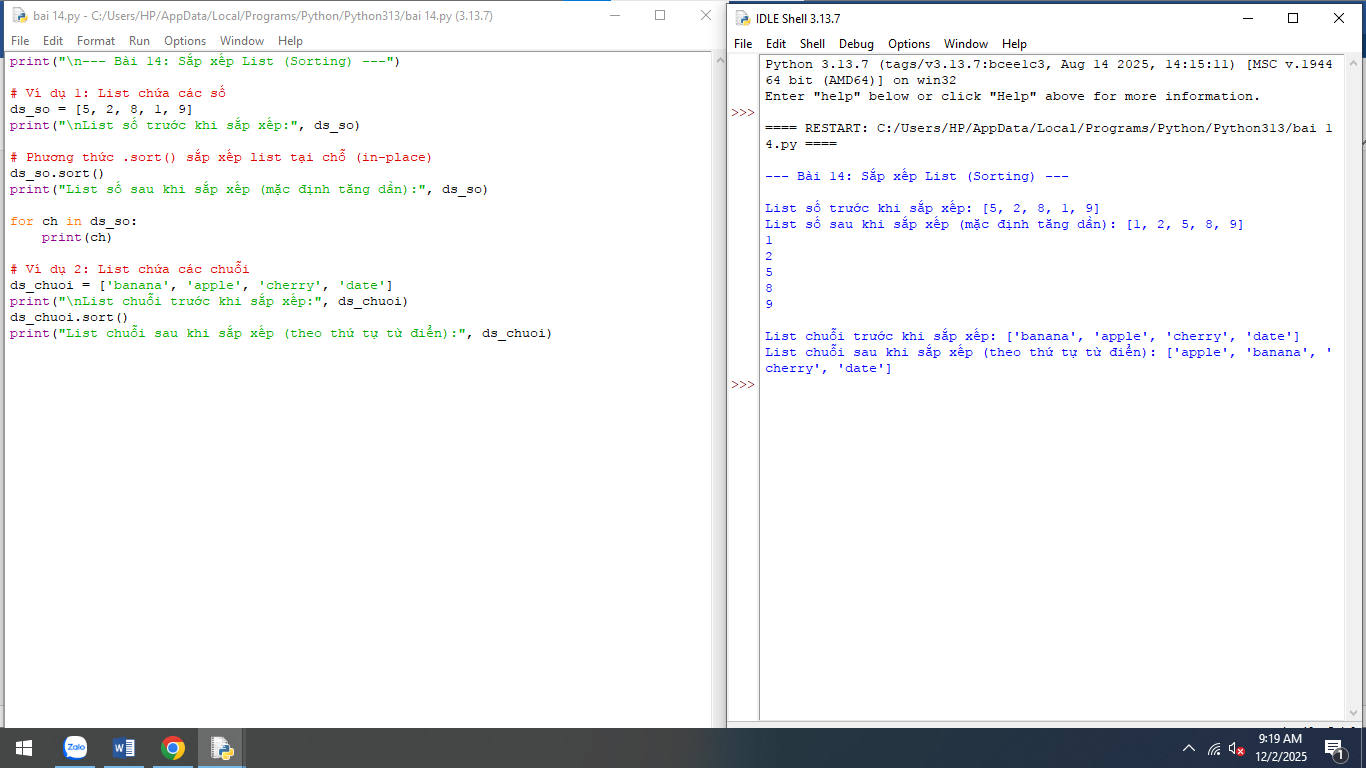 bai 14.py - C:/Users/HP/AppData/Local/Programs/Python/Python313/bai 14.py (3.13.7)
File Edit Format Run Options Window Help
print("\n--- Bài 14: Sắp xếp List (Sorting) ---")
# Ví dụ 1: List chứa các số
ds_so = [5, 2, 8, 1, 9]
print("\nList số trước khi sắp xếp:", ds_so)
# Phương thức .sort() sắp xếp list tại chỗ (in-place)
ds_so.sort()
print("List số sau khi sắp xếp (mặc định tăng dần):", ds_so)
for ch in ds_so:
    print(ch)
# Ví dụ 2: List chứa các chuỗi
ds_chuoi = ['banana', 'apple', 'cherry', 'date']
print("\nList chuỗi trước khi sắp xếp:", ds_chuoi)
ds_chuoi.sort()
print("List chuỗi sau khi sắp xếp (theo thứ tự từ điển):", ds_chuoi)
IDLE Shell 3.13.7
File Edit Shell Debug Options Window Help
Python 3.13.7 (tags/v3.13.7:bcee1c3, Aug 14 2025, 14:15:11) [MSC v.1944
64 bit (AMD64)] on win32
Enter "help" below or click "Help" above for more information.
>>>
==== RESTART: C:/Users/HP/AppData/Local/Programs/Python/Python313/bai 1
4.py ====
--- Bài 14: Sắp xếp List (Sorting) ---
List số trước khi sắp xếp: [5, 2, 8, 1, 9]
List số sau khi sắp xếp (mặc định tăng dần): [1, 2, 5, 8, 9]
1
2
5
8
9
List chuỗi trước khi sắp xếp: ['banana', 'apple', 'cherry', 'date']
List chuỗi sau khi sắp xếp (theo thứ tự từ điển): ['apple', 'banana', '
cherry', 'date']
>>>
Zalo
9:19 AM
12/2/2025
1